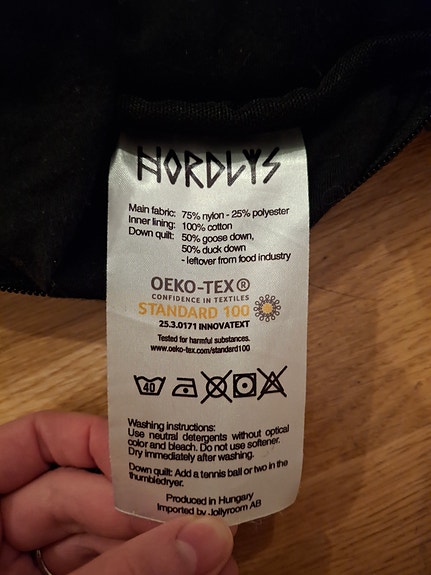 NORDLYS
Main fabric: 75% nylon - 25% polyester
Inner lining: 100% cotton
Down quilt: 50% goose down,
50% duck down
- leftover from food industry
OEKO-TEX®
CONFIDENCE IN TEXTILES
STANDARD 100
25.3.0171 INNOVATEXT
Tested for harmful substances.
www.oeko-tex.com/standard100
40
Washing instructions:
Use neutral detergents without optical
color and bleach. Do not use softener.
Dry immediately after washing.
Down quilt: Add a tennis ball or two in the
thumbledryer.
Produced in Hungary
Imported by Jollyroom AB